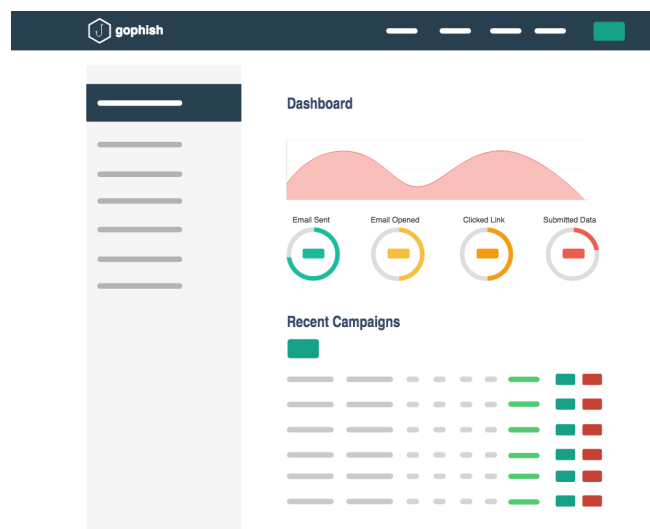 gophish
Dashboard
Email Sent
Email Opened
Clicked Link
Submitted Data
Recent Campaigns